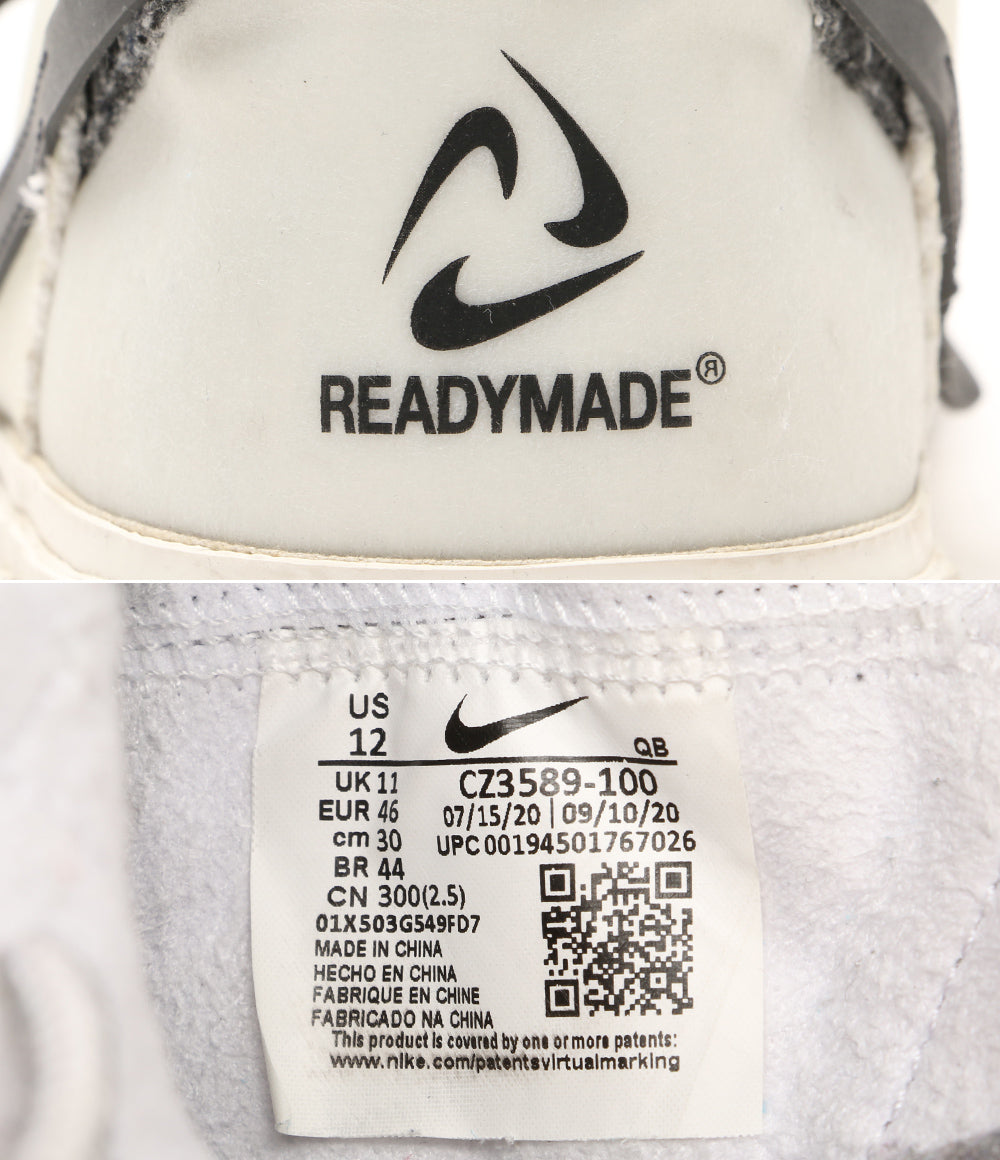 READYMADE®
US
12
QB
UK 11
EUR 46
cm 30
BR 44
CN 300(2.5)
CZ3589-100
07/15/20 | 09/10/20
UPC 00194501767026
01X503G549FD7
MADE IN CHINA
HECHO EN CHINA
FABRIQUE EN CHINE
FABRICADO NA CHINA
This product is covered by one or more patents:
www.nike.com/patentsvirtualmarking